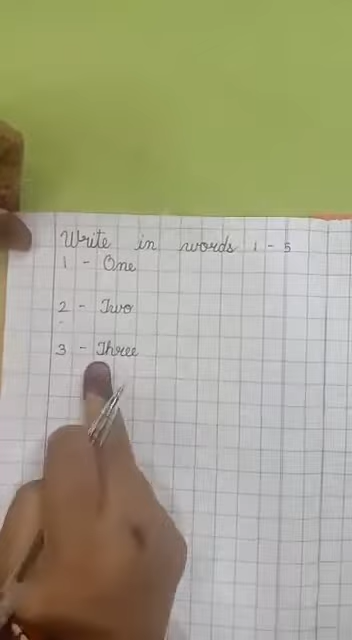 Write in words 1 - 5
1 - One
2 - Two
3 - Three